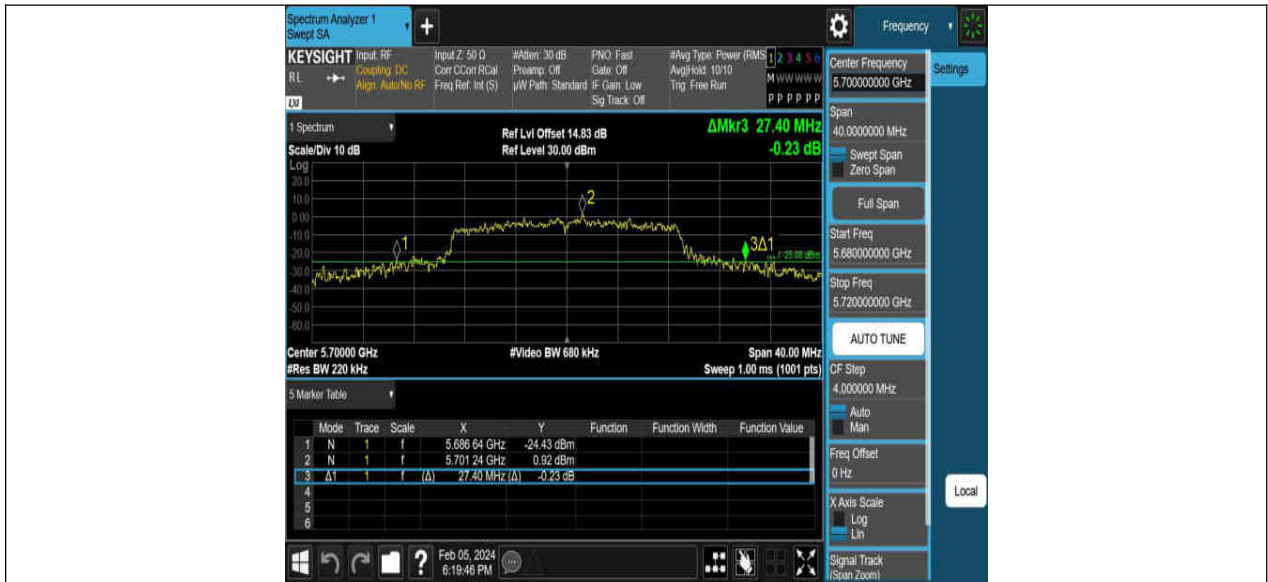 Spectrum Analyzer 1
Swept SA
+
Frequency
KEYSIGHT
RL
Input: RF
Coupling: DC
Align: Auto/No RF
Input Z: 50 Ω
Corr CCorr RCal
Freq Ref: Int (S)
#Atten: 30 dB
Preamp: Off
µW Path: Standard
PNO: Fast
Gate: Off
IF Gain: Low
Sig Track: Off
#Avg Type: Power (RMS
Avg|Hold: 10/10
Trig: Free Run
1 2 3 4 5 6
M W W W W W
P P P P P P
Center Frequency
5.700000000 GHz
Settings
Span
40.0000000 MHz
Swept Span
Zero Span
Full Span
Start Freq
5.680000000 GHz
Stop Freq
5.720000000 GHz
AUTO TUNE
CF Step
4.000000 MHz
Auto
Man
Freq Offset
0 Hz
X Axis Scale
Log
Lin
Signal Track
(Span Zoom)
Local
1 Spectrum
Scale/Div 10 dB
Ref Lvl Offset 14.83 dB
Ref Level 30.00 dBm
ΔMkr3 27.40 MHz
-0.23 dB
Log
20.0
10.0
0.00
-10.0
-20.0
-30.0
-40.0
-50.0
-60.0
1
2
3Δ1
-25.08 dBm
Center 5.70000 GHz
#Video BW 680 kHz
Span 40.00 MHz
#Res BW 220 kHz
Sweep 1.00 ms (1001 pts)
5 Marker Table
Mode Trace Scale X Y Function Function Width Function Value
1 N 1 f 5.686 64 GHz -24.43 dBm
2 N 1 f 5.701 24 GHz 0.92 dBm
3 Δ1 1 f (Δ) 27.40 MHz (Δ) -0.23 dB
4
5
6
?
Feb 05, 2024
6:19:46 PM